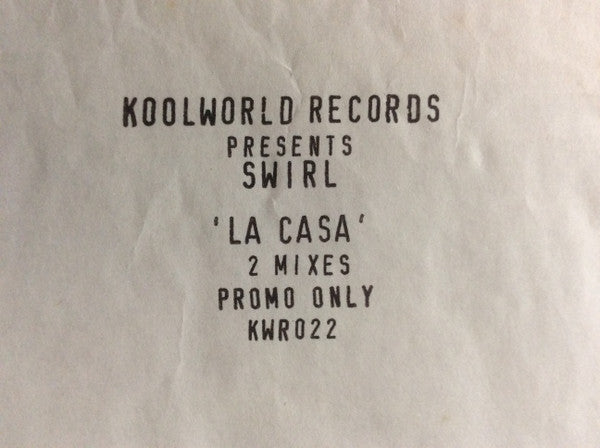 KOOLWORLD RECORDS
PRESENTS
SWIRL
'LA CASA'
2 MIXES
PROMO ONLY
KWR022